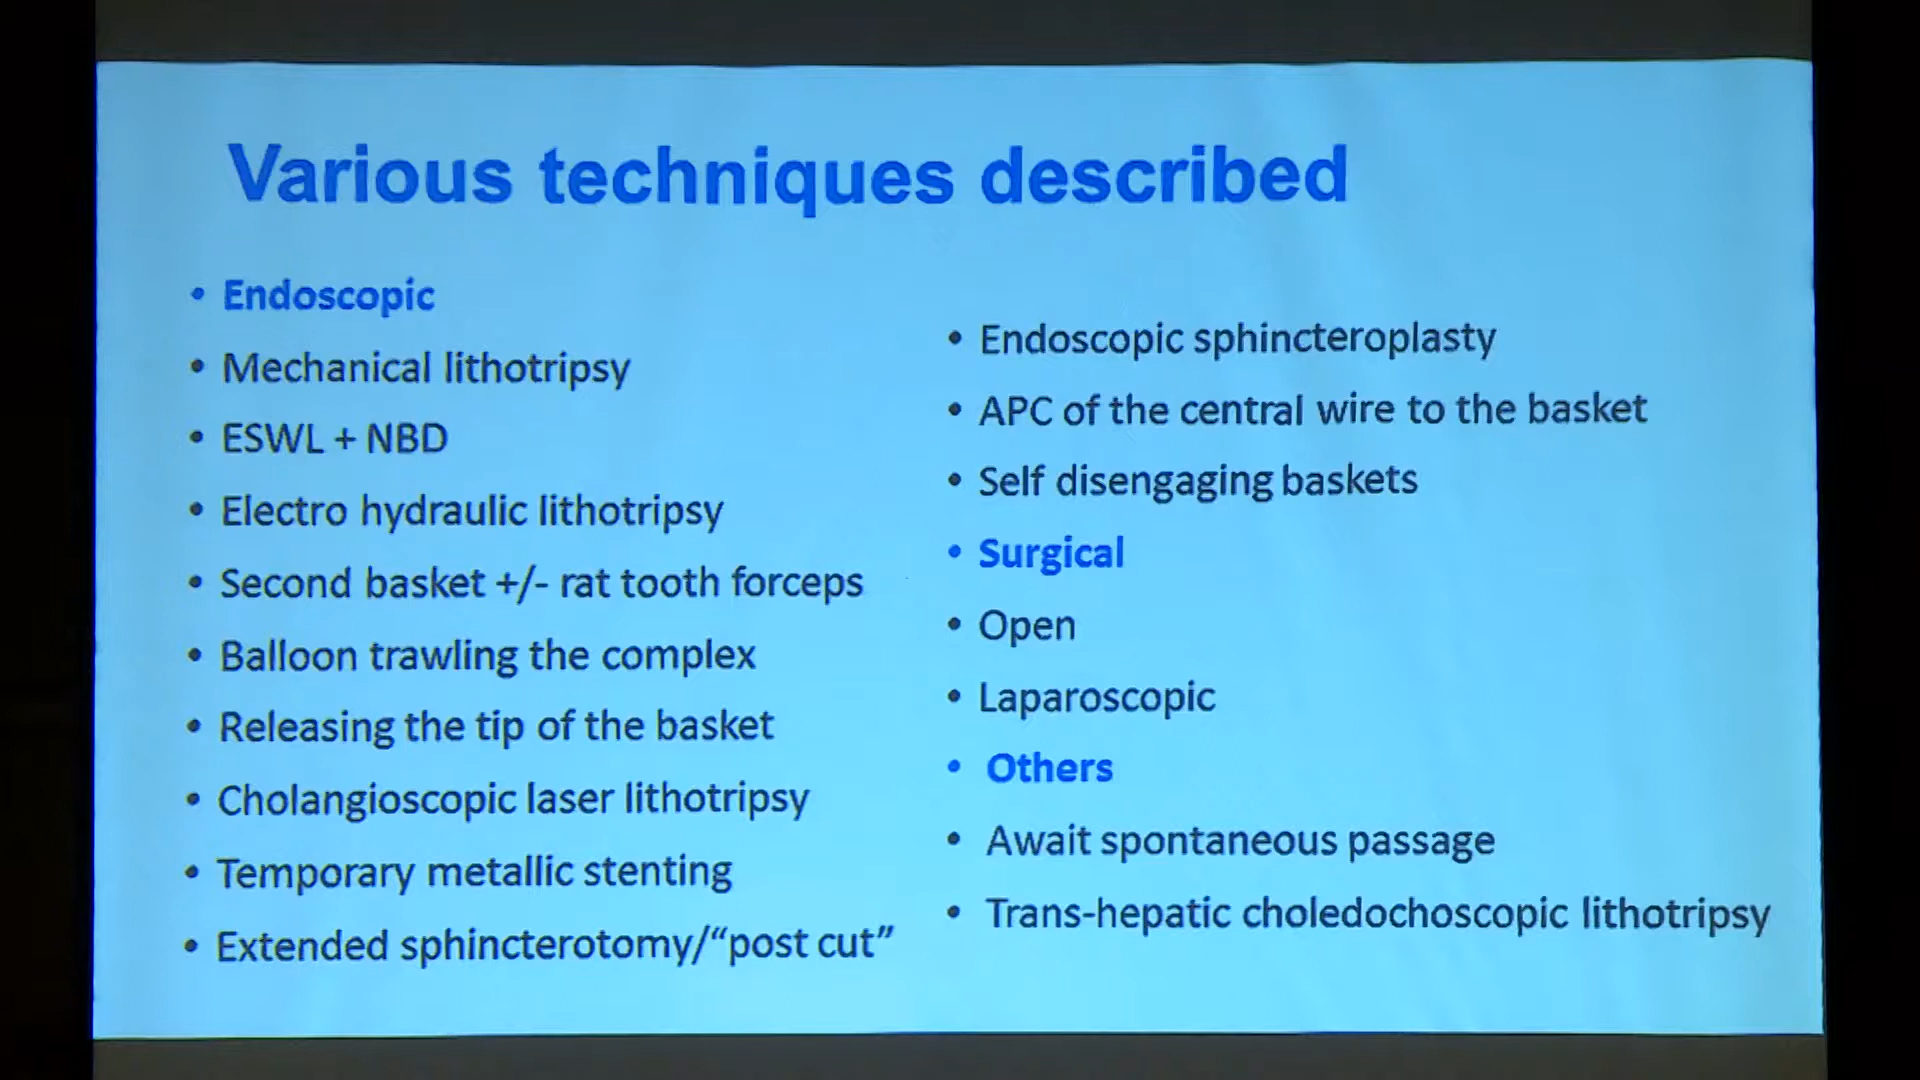 Various techniques described
• Endoscopic
• Mechanical lithotripsy
• ESWL + NBD
• Electro hydraulic lithotripsy
• Second basket +/- rat tooth forceps
• Balloon trawling the complex
• Releasing the tip of the basket
• Cholangioscopic laser lithotripsy
• Temporary metallic stenting
• Extended sphincterotomy/“post cut”
• Endoscopic sphincteroplasty
• APC of the central wire to the basket
• Self disengaging baskets
• Surgical
• Open
• Laparoscopic
• Others
• Await spontaneous passage
• Trans-hepatic choledochoscopic lithotripsy